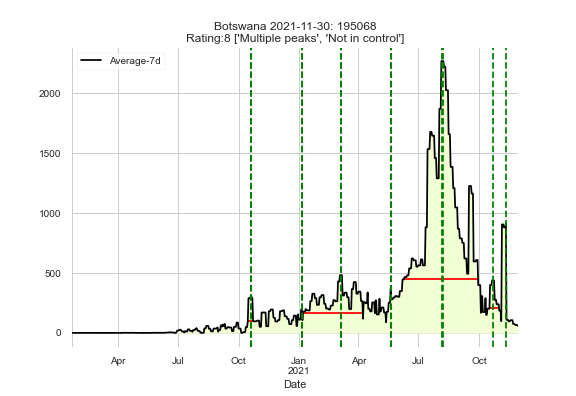 Botswana 2021-11-30: 195068
Rating:8 ['Multiple peaks', 'Not in control']
Average-7d
2000
1500
1000
500
0
Apr Jul Oct Jan Apr Jul Oct
2021
Date